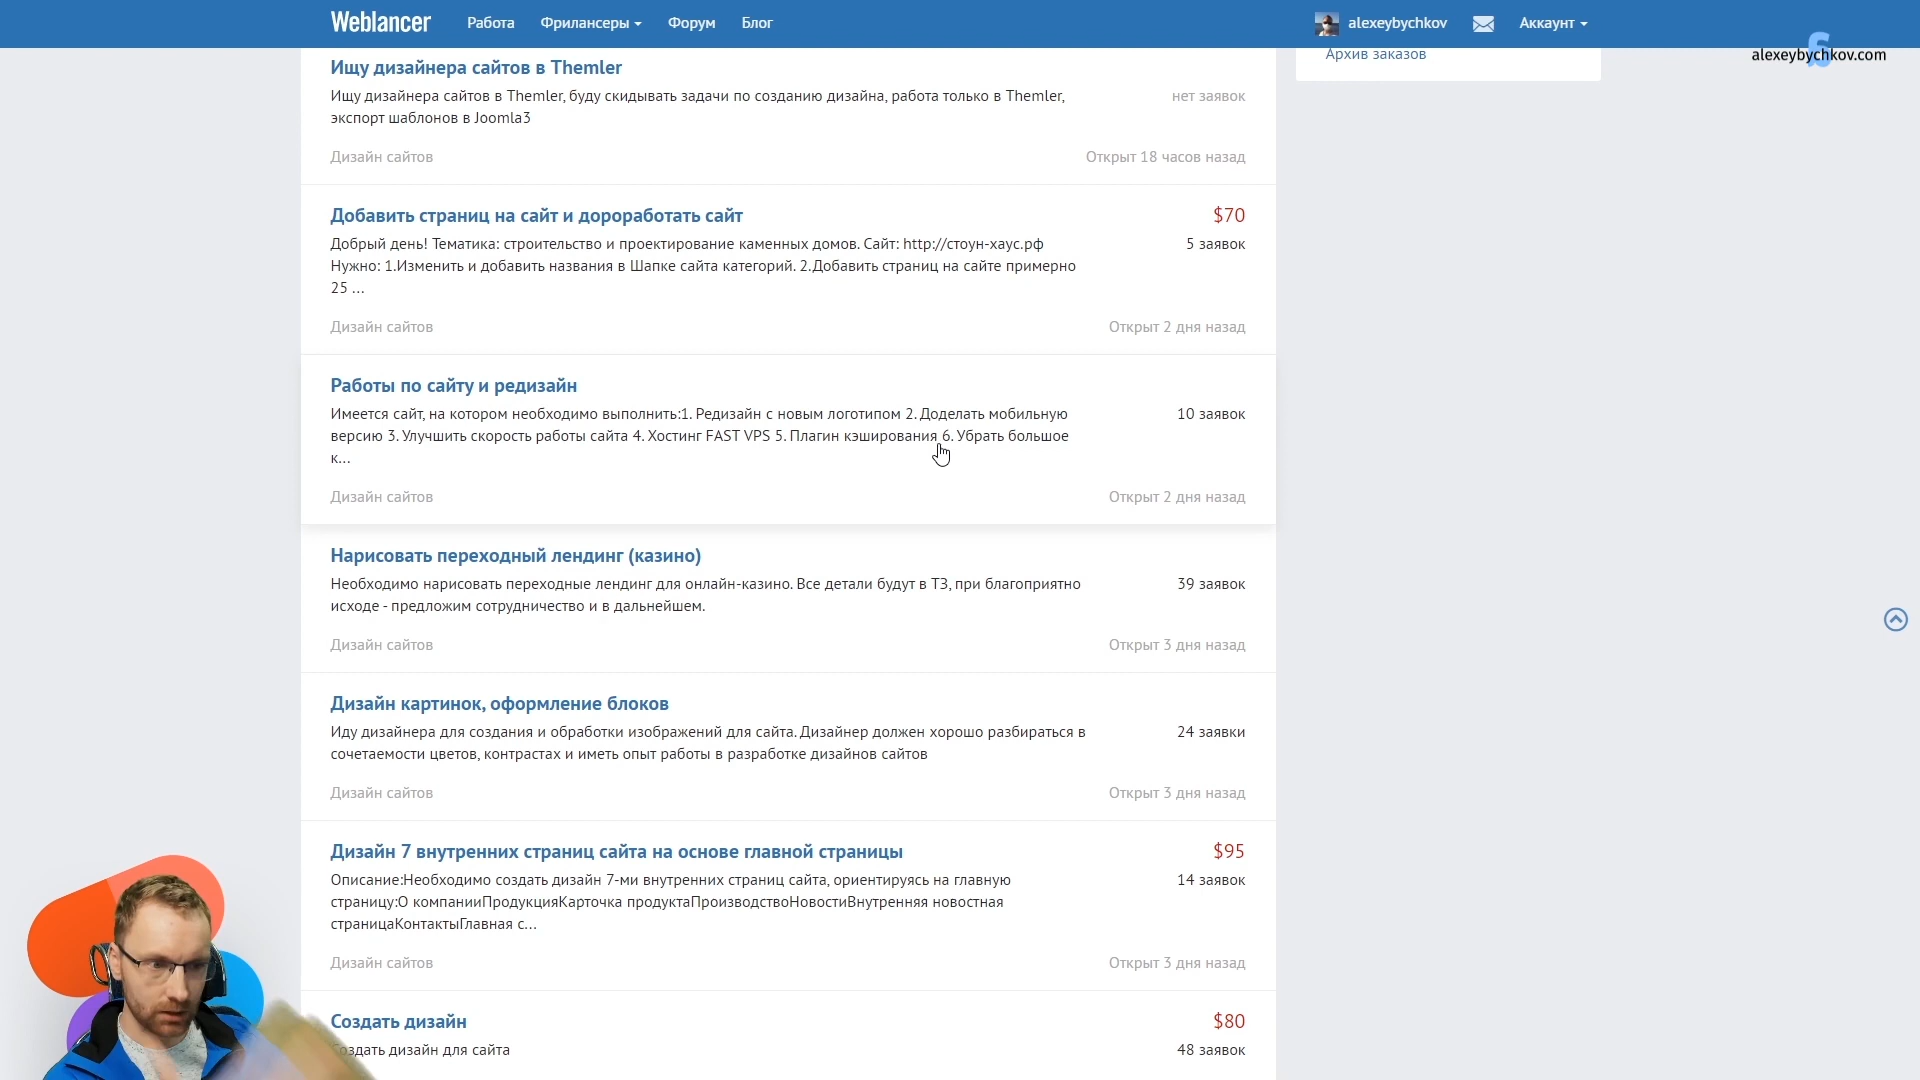 Weblancer
Работа
Фрилансеры
Форум
Блог
alexeybychkov
Аккаунт
alexeybychkov.com
Архив заказов
Ищу дизайнера сайтов в Themler
Ищу дизайнера сайтов в Themler, буду скидывать задачи по созданию дизайна, работа только в Themler,
экспорт шаблонов в Joomla3
нет заявок
Дизайн сайтов
Открыт 18 часов назад
Добавить страниц на сайт и дороработать сайт
$70
Добрый день! Тематика: строительство и проектирование каменных домов. Сайт: http://стоун-хаус.рф
Нужно: 1.Изменить и добавить названия в Шапке сайта категорий. 2.Добавить страниц на сайте примерно
25 ...
5 заявок
Дизайн сайтов
Открыт 2 дня назад
Работы по сайту и редизайн
Имеется сайт, на котором необходимо выполнить:1. Редизайн с новым логотипом 2. Доделать мобильную
версию 3. Улучшить скорость работы сайта 4. Хостинг FAST VPS 5. Плагин кэширования 6. Убрать большое
к...
10 заявок
Дизайн сайтов
Открыт 2 дня назад
Нарисовать переходный лендинг (казино)
Необходимо нарисовать переходные лендинг для онлайн-казино. Все детали будут в ТЗ, при благоприятно
исходе - предложим сотрудничество и в дальнейшем.
39 заявок
Дизайн сайтов
Открыт 3 дня назад
Дизайн картинок, оформление блоков
Иду дизайнера для создания и обработки изображений для сайта. Дизайнер должен хорошо разбираться в
сочетаемости цветов, контрастах и иметь опыт работы в разработке дизайнов сайтов
24 заявки
Дизайн сайтов
Открыт 3 дня назад
Дизайн 7 внутренних страниц сайта на основе главной страницы
$95
Описание:Необходимо создать дизайн 7-ми внутренних страниц сайта, ориентируясь на главную
страницу:О компанииПродукцияКарточка продуктаПроизводствоНовостиВнутренняя новостная
страницаКонтактыГлавная с...
14 заявок
Дизайн сайтов
Открыт 3 дня назад
Создать дизайн
$80
Создать дизайн для сайта
48 заявок